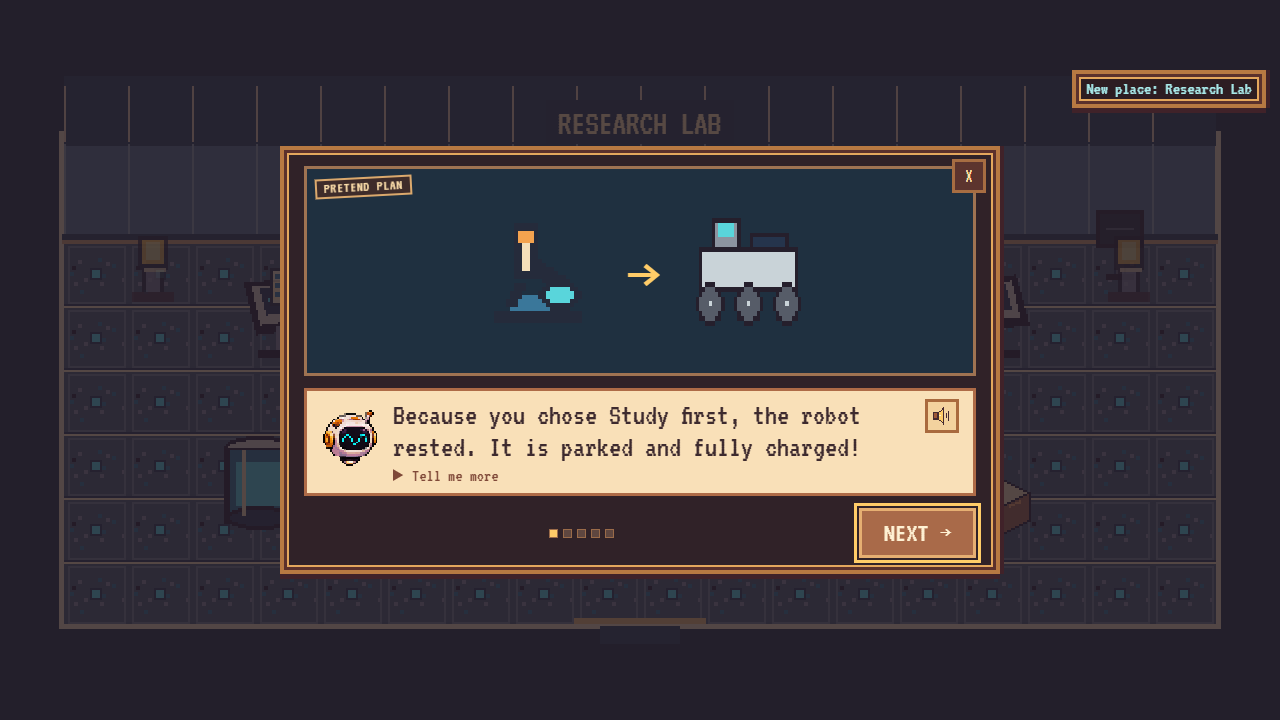 New place: Research Lab
RESEARCH LAB
PRETEND PLAN
X
Because you chose Study first, the robot
rested. It is parked and fully charged!
Tell me more
NEXT →